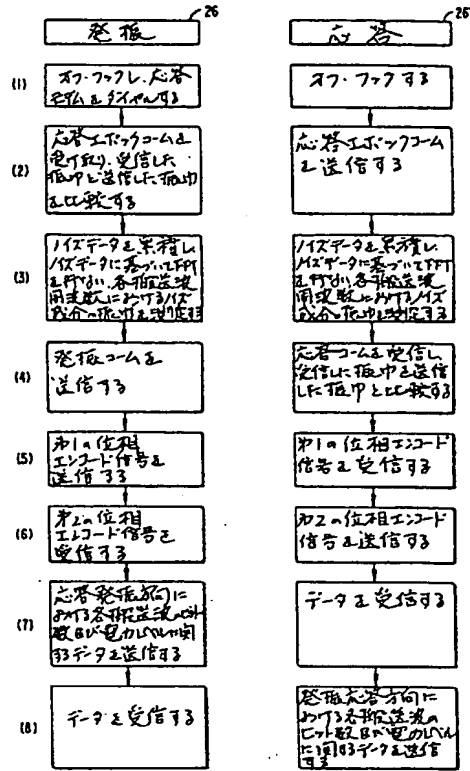 26
発振
26
応答
(1)
オフ・フックし、応答
モデムをダイヤルする
オフ・フックする
(2)
応答エポックコームを
受け取り、受信した
振巾と送信した振巾
を比較する
応答エポックコーム
を送信する
(3)
ノイズデータを累積し
ノイズデータに基づいてFFT
を行ない、各搬送波
周波数におけるノイズ
成分の振巾を決定する
ノイズデータを累積し
ノイズデータに基づいてFFT
を行ない、各搬送波
周波数におけるノイズ
成分の振巾を決定する
(4)
発振コームを
送信する
応答コームを受信し
受信した振巾を送信
した振巾と比較する
(5)
第1の位相
エンコード信号を
送信する
第1の位相エンコード
信号を受信する
(6)
第2の位相
エンコード信号を
受信する
第2の位相エンコード
信号を送信する
(7)
応答発振方向に
おける各搬送波のビット
数及び電力レベルに関
するデータを送信する
データを受信する
(8)
データを受信する
発振応答方向に
おける各搬送波の
ビット数及び電力レベル
に関するデータを送信
する